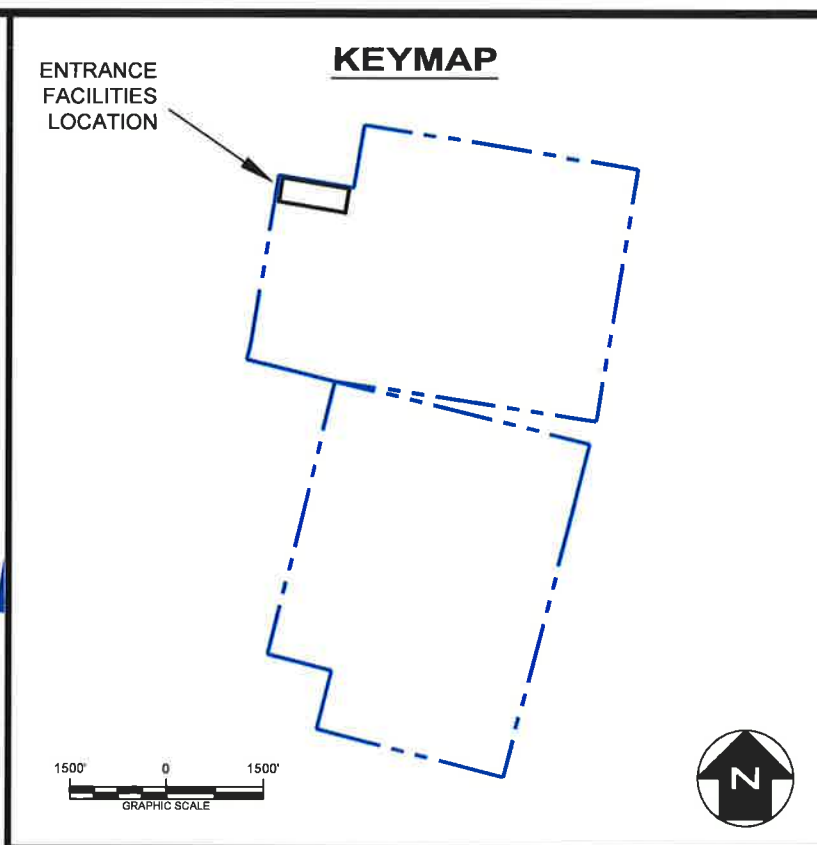 KEYMAP
ENTRANCE
FACILITIES
LOCATION
1500' 0 1500'
GRAPHIC SCALE
N